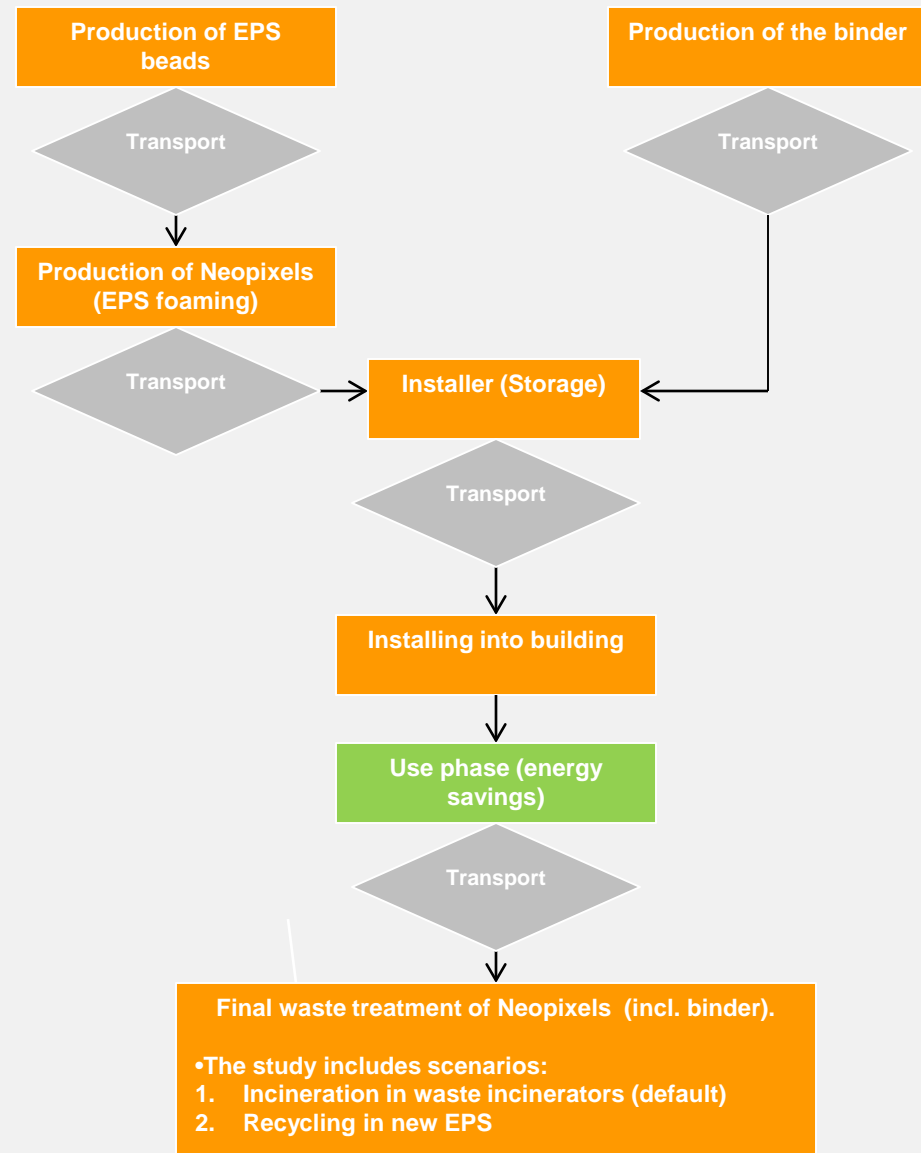 Production of EPS
beads
Production of the binder
Transport
Transport
Production of Neopixels
(EPS foaming)
Transport
Installer (Storage)
Transport
Installing into building
Use phase (energy
savings)
Transport
Final waste treatment of Neopixels (incl. binder).
•The study includes scenarios:
1. Incineration in waste incinerators (default)
2. Recycling in new EPS